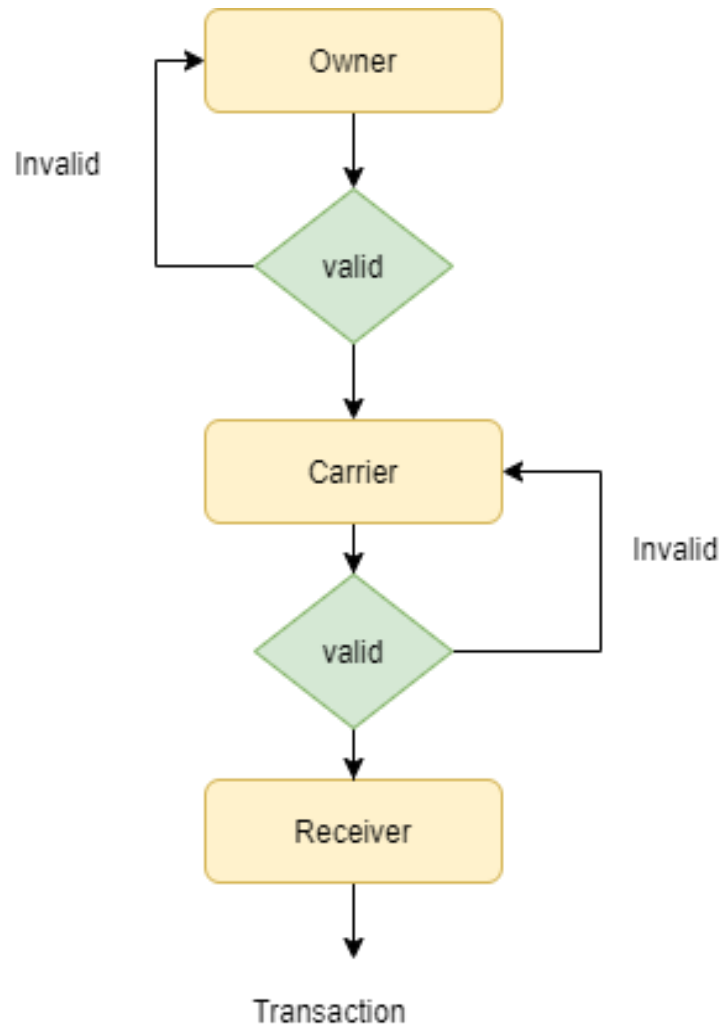 Owner
Invalid
valid
Carrier
Invalid
valid
Receiver
Transaction